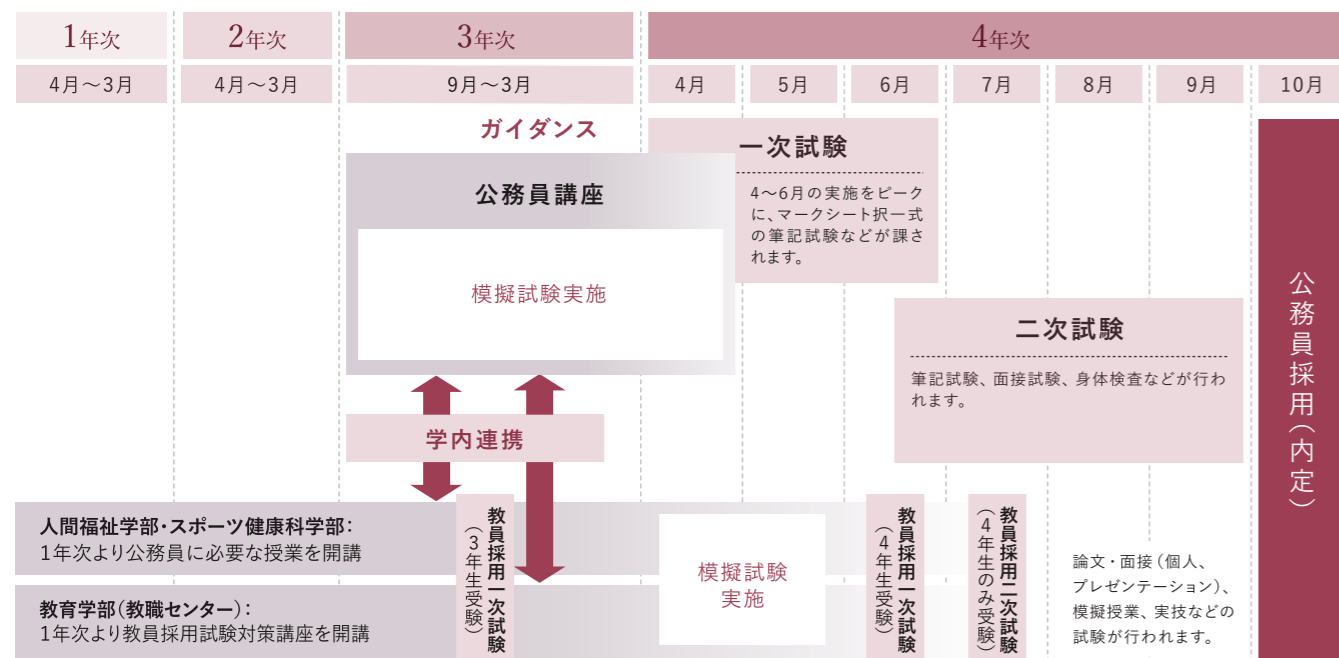 1年次
2年次
3年次
4年次
4月～3月
4月～3月
9月～3月
4月
5月
6月
7月
8月
9月
10月
ガイダンス
公務員講座
模擬試験実施
一次試験
4～6月の実施をピーク
に、マークシート択一式
の筆記試験などが課さ
れます。
二次試験
筆記試験、面接試験、身体検査などが行わ
れます。
公務員採用（内定）
学内連携
人間福祉学部・スポーツ健康科学部：
1年次より公務員に必要な授業を開講
教育学部（教職センター）：
1年次より教員採用試験対策講座を開講
教員採用一次試験
（3年生受験）
模擬試験
実施
教員採用一次試験
（4年生受験）
教員採用二次試験
（4年生のみ受験）
論文・面接（個人、
プレゼンテーション）、
模擬授業、実技などの
試験が行われます。